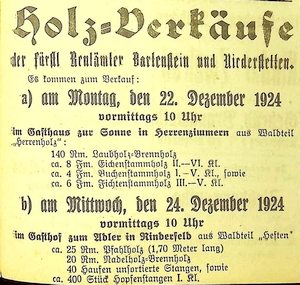 Holz-Verkäufe
der fürstl Rentämter Bartenstein und Niederstetten.
Es kommen zum Verkauf:
a) am Montag, den 22. Dezember 1924
vormittags 10 Uhr
im Gasthaus zur Sonne in Herrenzimmern aus Waldteil
„Herrenholz":
140 Rm. Laubholz-Brennholz
ca. 8 Fm. Eichenstammholz II.—VI. Kl.
ca. 4 Fm. Buchenstammholz I.—V. Kl., sowie
ca. 6 Fm. Fichtenstammholz III.—V. Kl.
b) am Mittwoch, den 24. Dezember 1924
vormittags 10 Uhr
im Gasthof zum Adler in Rinderfeld aus Waldteil „Heften"
ca. 25 Rm. Pfahlholz (1,70 Meter lang)
20 Rm. Nadelholz-Brennholz
40 Haufen unsortierte Stangen, sowie
ca. 400 Stück Hopfenstangen I. Kl.